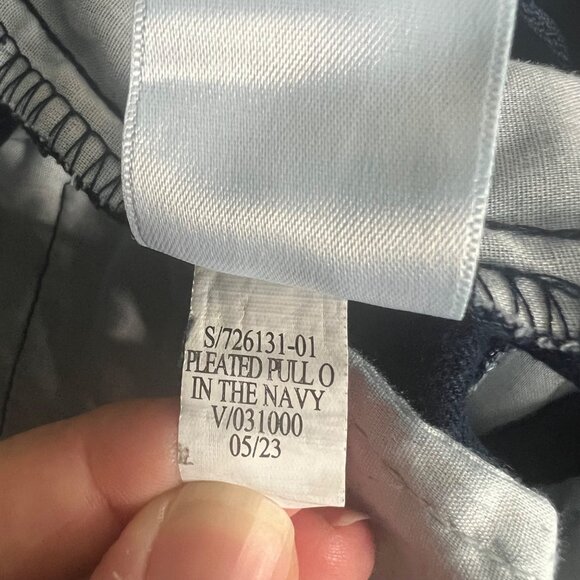 S/726131-01
PLEATED PULL O
IN THE NAVY
V/031000
05/23